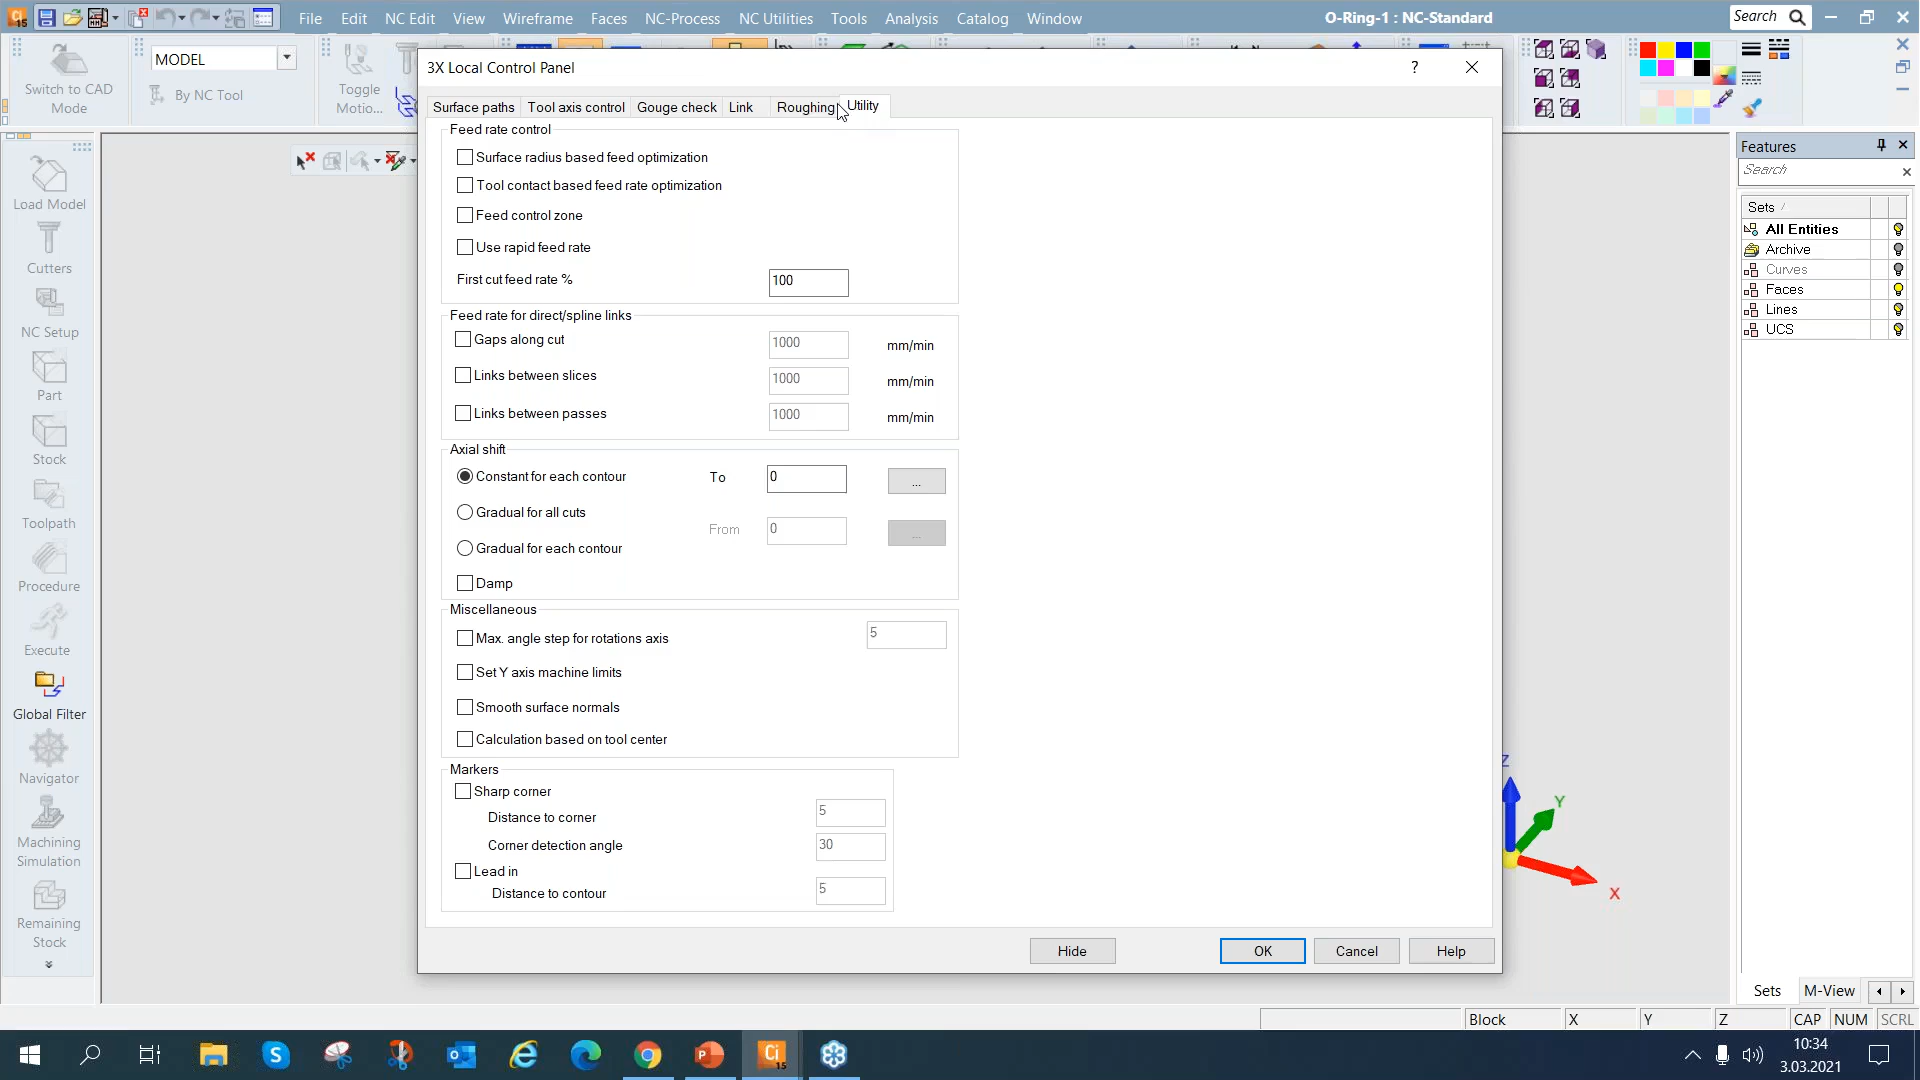 File Edit NC Edit View Wireframe Faces NC-Process NC Utilities Tools Analysis Catalog Window
O-Ring-1 : NC-Standard
Search
Switch to CAD
Mode
MODEL
By NC Tool
Toggle
Motio...
3X Local Control Panel
?
Surface paths Tool axis control Gouge check Link Roughing Utility
Feed rate control
Surface radius based feed optimization
Tool contact based feed rate optimization
Feed control zone
Use rapid feed rate
First cut feed rate % 100
Feed rate for direct/spline links
Gaps along cut 1000 mm/min
Links between slices 1000 mm/min
Links between passes 1000 mm/min
Axial shift
Constant for each contour To 0 ...
Gradual for all cuts
From 0 ...
Gradual for each contour
Damp
Miscellaneous
Max. angle step for rotations axis 5
Set Y axis machine limits
Smooth surface normals
Calculation based on tool center
Markers
Sharp corner
Distance to corner 5
Corner detection angle 30
Lead in
Distance to contour 5
Hide OK Cancel Help
Load Model
Cutters
NC Setup
Part
Stock
Toolpath
Procedure
Execute
Global Filter
Navigator
Machining
Simulation
Remaining
Stock
Features
Search
Sets
All Entities
Archive
Curves
Faces
Lines
UCS
Z
Y
X
Sets M-View
Block X Y Z CAP NUM SCRL
Ci
15
10:34
3.03.2021